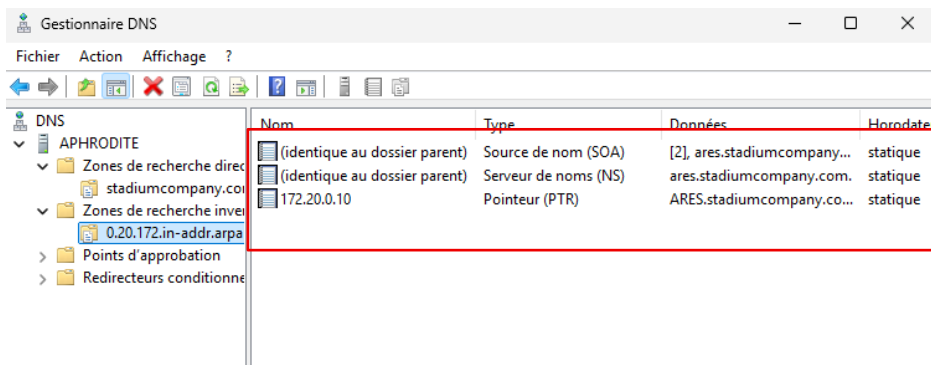 Gestionnaire DNS
Fichier Action Affichage ?
DNS
APHRODITE
Zones de recherche direc
stadiumcompany.co
Zones de recherche inve
0.20.172.in-addr.arpa
Points d'approbation
Redirecteurs conditionne
Nom Type Données Horodate
(identique au dossier parent) Source de nom (SOA) [2], ares.stadiumcompany... statique
(identique au dossier parent) Serveur de noms (NS) ares.stadiumcompany.com. statique
172.20.0.10 Pointeur (PTR) ARES.stadiumcompany.co... statique